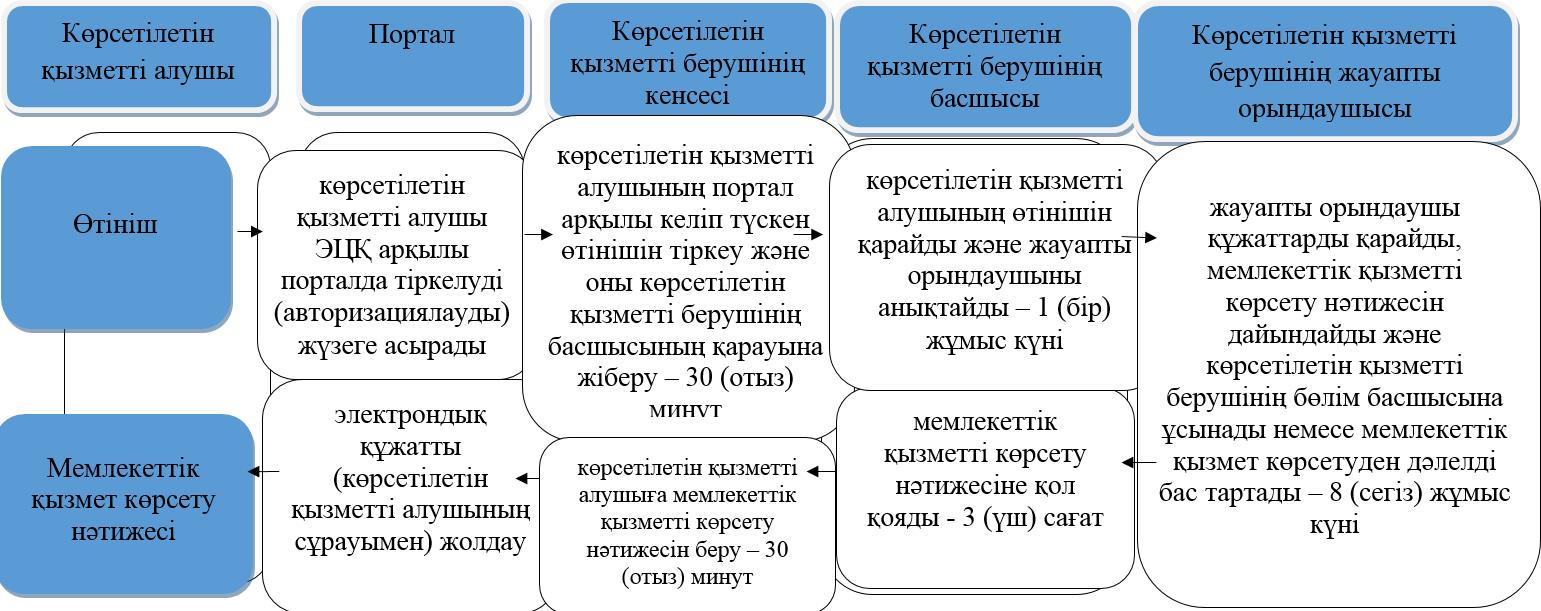 Көрсетілетін
қызметті алушы
Портал
Көрсетілетін
қызметті берушінің
кенсесі
Көрсетілетін
қызметті берушінің
басшысы
Көрсетілетін қызметті
берушінің жауапты
орындаушысы
Өтініш
көрсетілетін
қызметті алушы
ЭЦҚ арқылы
порталда тіркелуді
(авторизациялауды)
жүзеге асырады
көрсетілетін қызметті
алушының портал
арқылы келіп түскен
өтінішін тіркеу және
оны көрсетілетін
қызметті берушінің
басшысының қарауына
жіберу – 30 (отыз)
минут
көрсетілетін қызметті
алушының өтінішін
қарайды және жауапты
орындаушыны
анықтайды – 1 (бір)
жұмыс күні
жауапты орындаушы
құжаттарды қарайды,
мемлекеттік қызметті
көрсету нәтижесін
дайындайды және
көрсетілетін қызметті
берушінің бөлім басшысына
ұсынады немесе мемлекеттік
қызмет көрсетуден дәлелді
бас тартады – 8 (сегіз) жұмыс
күні
мемлекеттік
қызметті көрсету
нәтижесіне қол
қояды - 3 (үш) сағат
көрсетілетін қызметті
алушыға мемлекеттік
қызметті көрсету
нәтижесін беру – 30
(отыз) минут
электрондық
құжатты
(көрсетілетін
қызметті алушының
сұрауымен) жолдау
Мемлекеттік
қызмет көрсету
нәтижесі